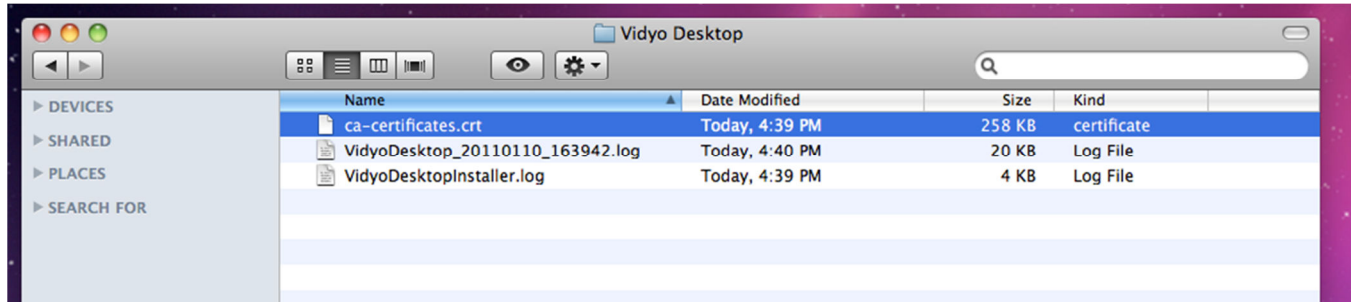 Vidyo Desktop
DEVICES
SHARED
PLACES
SEARCH FOR
Name Date Modified Size Kind
ca-certificates.crt Today, 4:39 PM 258 KB certificate
VidyoDesktop_20110110_163942.log Today, 4:40 PM 20 KB Log File
VidyoDesktopInstaller.log Today, 4:39 PM 4 KB Log File